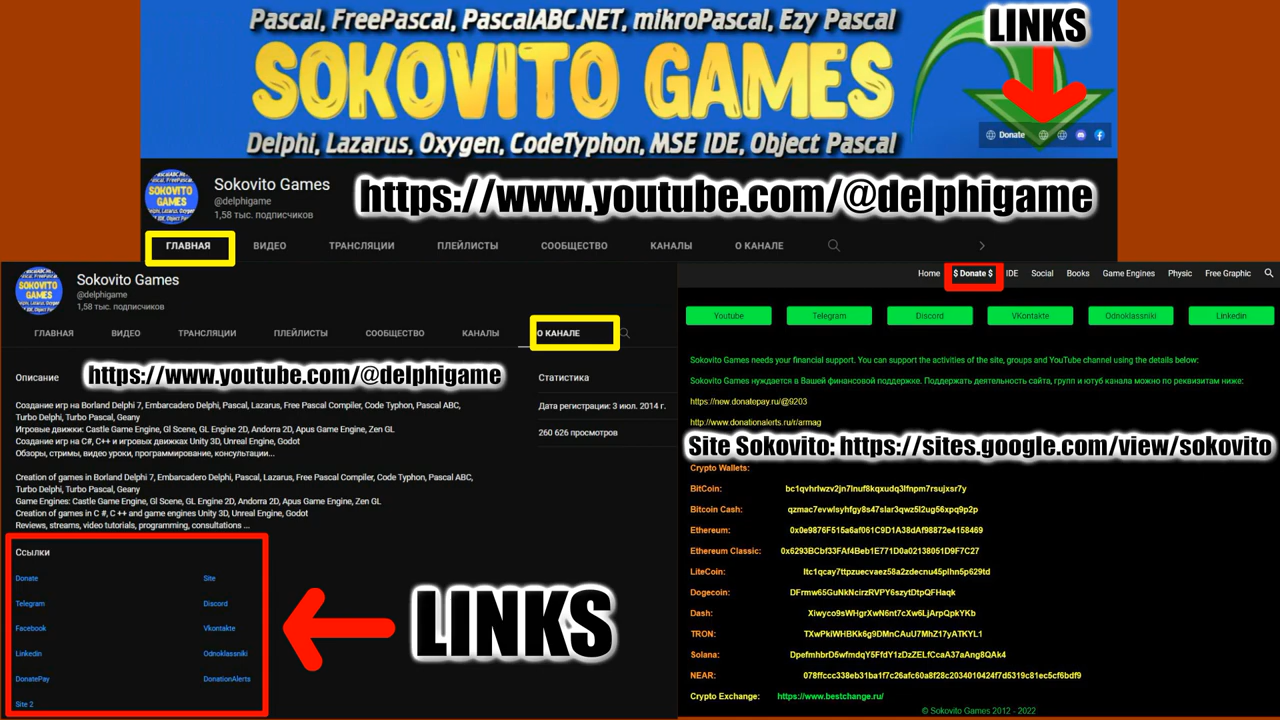 Pascal, FreePascal, PascalABC.NET, mikroPascal, Ezy Pascal
LINKS
SOKOVITO GAMES
Donate
Delphi, Lazarus, Oxygen, CodeTyphon, MSE IDE, Object Pascal
SOKOVITO
GAMES
Sokovito Games
@delphigame
1,58 тыс. подписчиков
https://www.youtube.com/@delphigame
ГЛАВНАЯ ВИДЕО ТРАНСЛЯЦИИ ПЛЕЙЛИСТЫ СООБЩЕСТВО КАНАЛЫ О КАНАЛЕ
SOKOVITO
GAMES
Sokovito Games
@delphigame
1,58 тыс. подписчиков
ГЛАВНАЯ ВИДЕО ТРАНСЛЯЦИИ ПЛЕЙЛИСТЫ СООБЩЕСТВО КАНАЛЫ О КАНАЛЕ
Описание
https://www.youtube.com/@delphigame
Создание игр на Borland Delphi 7, Embarcadero Delphi, Pascal, Lazarus, Free Pascal Compiler, Code Typhon, Pascal ABC,
Turbo Delphi, Turbo Pascal, Geany
Игровые движки: Castle Game Engine, Gl Scene, GL Engine 2D, Andorra 2D, Apus Game Engine, Zen GL
Создание игр на C#, C++ и игровых движках Unity 3D, Unreal Engine, Godot
Обзоры, стримы, видео уроки, программирование, консультации...
Creation of games in Borland Delphi 7, Embarcadero Delphi, Pascal, Lazarus, Free Pascal Compiler, Code Typhon, Pascal ABC,
Turbo Delphi, Turbo Pascal, Geany
Game Engines: Castle Game Engine, Gl Scene, GL Engine 2D, Andorra 2D, Apus Game Engine, Zen GL
Creation of games in C #, C ++ and game engines Unity 3D, Unreal Engine, Godot
Reviews, streams, video tutorials, programming, consultations ...
Статистика
Дата регистрации: 3 июл. 2014 г.
260 626 просмотров
Ссылки
Donate Site
Telegram Discord
Facebook Vkontakte
Linkedin Odnoklassniki
DonatePay DonationAlerts
Site 2
LINKS
Home $ Donate $ IDE Social Books Game Engines Physic Free Graphic
Youtube Telegram Discord VKontakte Odnoklassniki Linkedin
Sokovito Games needs your financial support. You can support the activities of the site, groups and YouTube channel using the details below:
Sokovito Games нуждается в Вашей финансовой поддержке. Поддержать деятельность сайта, групп и ютуб канала можно по реквизитам ниже:
https://new.donatepay.ru/@9203
http://www.donationalerts.ru/r/armag
Site Sokovito: https://sites.google.com/view/sokovito
Crypto Wallets:
BitCoin: bc1qvhrlwzv2jn7lnuf8kqxudq3lfnpm7rsujxsr7y
Bitcoin Cash: qzmac7evwlsyhfgy8s47slar3qwz5l2ug56xpq9p2p
Ethereum: 0x0e9876F515a6af061C9D1A38dAf98872e4158469
Ethereum Classic: 0x6293BCbf33FAf4Beb1E771D0a02138051D9F7C27
LiteCoin: ltc1qcay7ttpzuecvaez58a2zdecnu45plhn5p629td
Dogecoin: DFrmw65GuNkNcirzRVPY6szytDtpQFHaqk
Dash: Xiwyco9sWHgrXwN6nt7cXw6LjArpQpkYKb
TRON: TXwPkiWHBKk6g9DMnCAuU7MhZ17yATKYL1
Solana: DpefmhbrD5wfmdqY5FfdY1zDzZELfCcaA37aAng8QAk4
NEAR: 078ffccc338eb31ba1f7c26afc60a8f28c2034010424f7d5319c81ec5cf6bdf9
Crypto Exchange: https://www.bestchange.ru/
© Sokovito Games 2012 - 2022